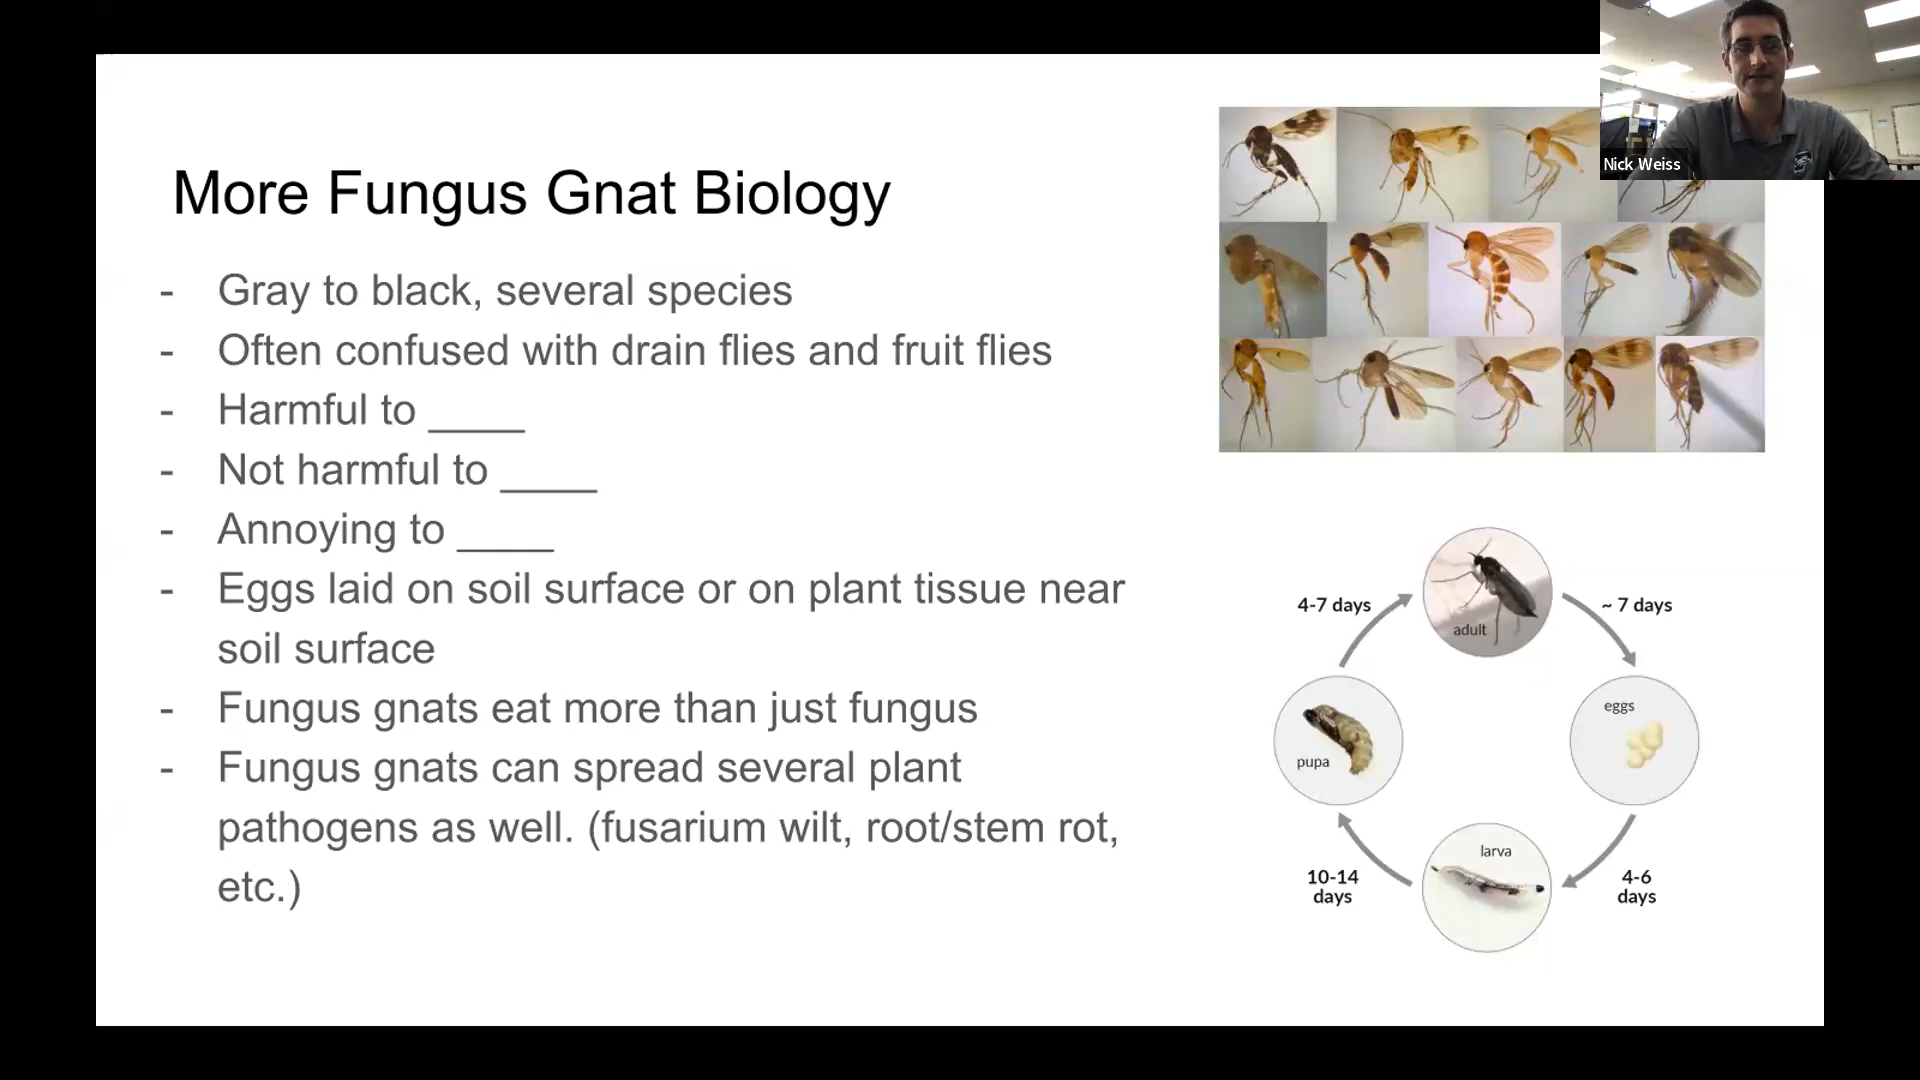 Nick Weiss
More Fungus Gnat Biology
- Gray to black, several species
- Often confused with drain flies and fruit flies
- Harmful to ____
- Not harmful to ____
- Annoying to ____
- Eggs laid on soil surface or on plant tissue near
soil surface
- Fungus gnats eat more than just fungus
- Fungus gnats can spread several plant
pathogens as well. (fusarium wilt, root/stem rot,
etc.)
adult
~ 7 days
eggs
4-6
days
larva
10-14
days
pupa
4-7 days